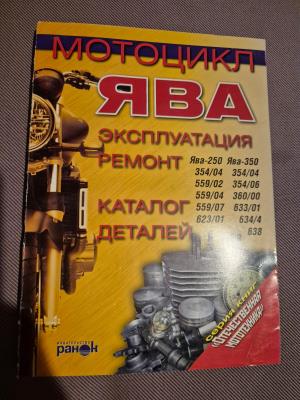 МОТОЦИКЛ
ЯВА
ЭКСПЛУАТАЦИЯ
РЕМОНТ
КАТАЛОГ
ДЕТАЛЕЙ
Ява-250 Ява-350
354/04 354/04
559/02 354/06
559/04 360/00
559/07 633/01
623/01 634/4
638
серия книг
"ОТЕЧЕСТВЕННАЯ
МОТОТЕХНИКА"
ИЗДАТЕЛЬСТВО
ранок